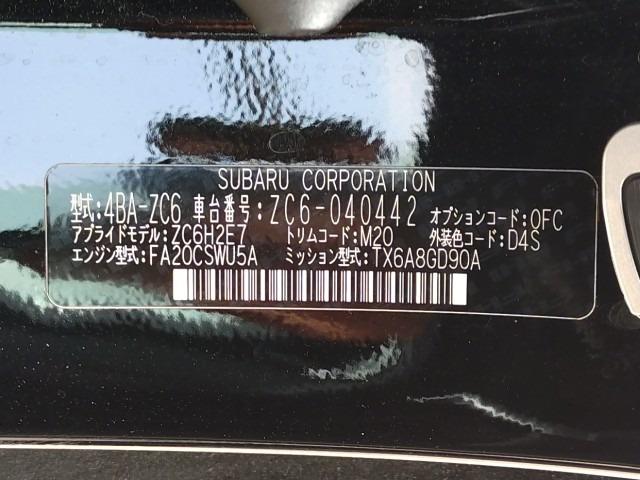 SUBARU CORPORATION
型式:4BA-ZC6 車台番号:ZC6-040442 オプションコード:OFC
アプライドモデル:ZC6H2E7 トリムコード:M20 外装色コード:D4S
エンジン型式:FA20CSWU5A ミッション型式:TX6A8GD90A